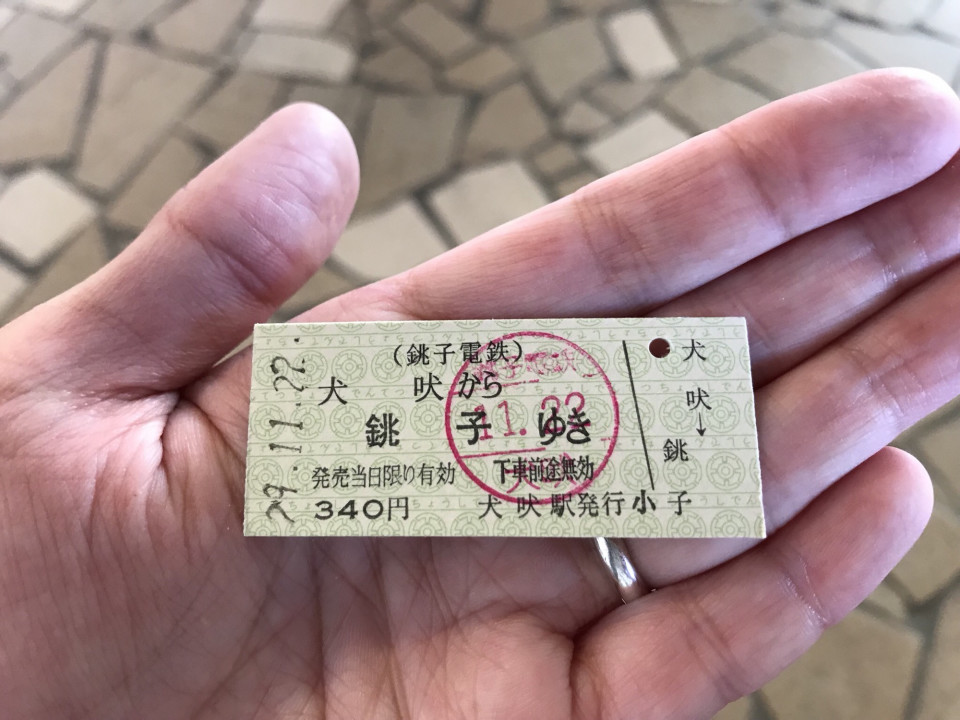 29.11.22.
(銚子電鉄)
犬吠から
銚子ゆき
発売当日限り有効 下車前途無効
340円 犬吠駅発行
11.22
犬
吠↓
銚
小 子